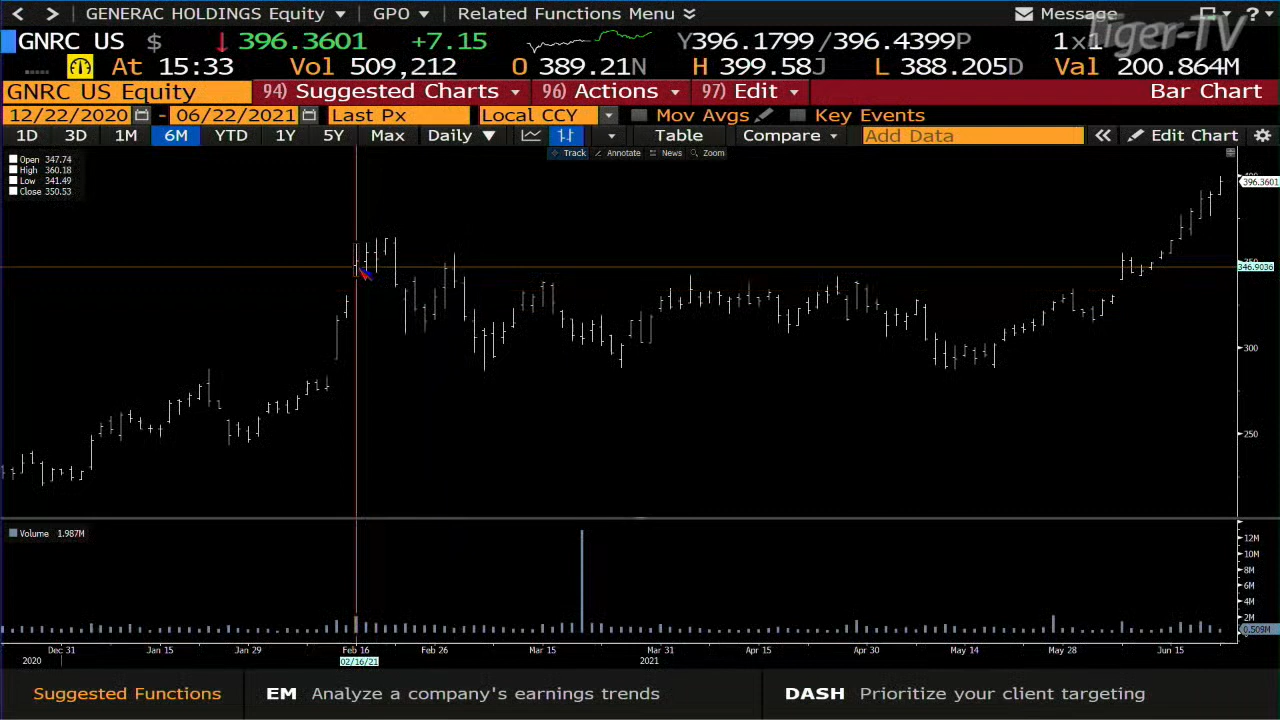 GENERAC HOLDINGS Equity GPO Related Functions Menu Message ?
GNRC US $ 396.3601 +7.15 Y396.1799/396.4399P 1x1
Tiger-TV
At 15:33 Vol 509,212 O 389.21N H 399.58J L 388.205D Val 200.864M
GNRC US Equity 94) Suggested Charts 96) Actions 97) Edit Bar Chart
12/22/2020 - 06/22/2021 Last Px Local CCY Mov Avgs Key Events
1D 3D 1M 6M YTD 1Y 5Y Max Daily Table Compare Add Data Edit Chart
Track Annotate News Zoom
Open 347.74
High 360.18
Low 341.49
Close 350.53
396.3601
346.9036
300
250
Volume 1.987M
12M
10M
8M
6M
4M
2M
0.509M
Dec 31 Jan 15 Jan 29 Feb 16 Feb 26 Mar 15 Mar 31 Apr 15 Apr 30 May 14 May 28 Jun 15
2020 02/16/21 2021
Suggested Functions EM Analyze a company's earnings trends DASH Prioritize your client targeting